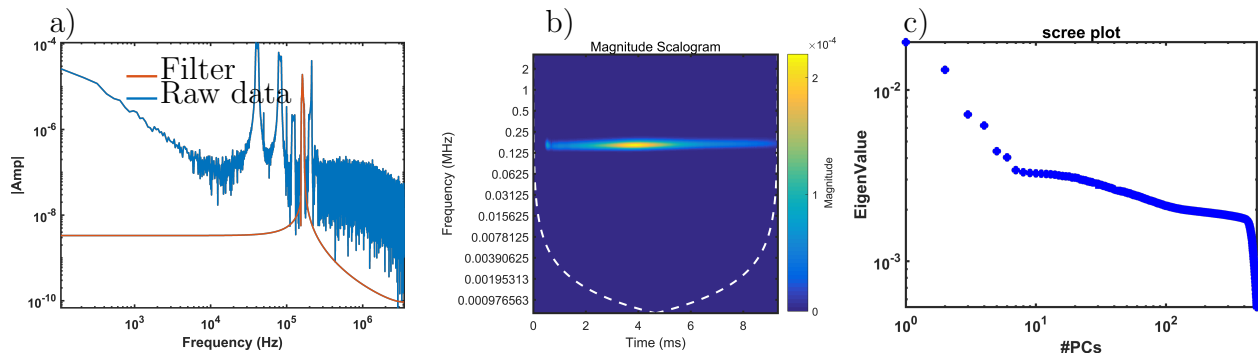 a)
10^-4
10^-6
10^-8
10^-10
|Amp|
Filter
Raw data
10^3
10^4
10^5
10^6
Frequency (Hz)
b)
Magnitude Scalogram
×10^-4
2
1
0.5
0.25
0.125
0.0625
0.03125
0.015625
0.0078125
0.00390625
0.00195313
0.000976563
Frequency (MHz)
0
2
4
6
8
Time (ms)
2
1
0
Magnitude
c)
scree plot
10^-2
10^-3
EigenValue
10^0
10^1
10^2
#PCs